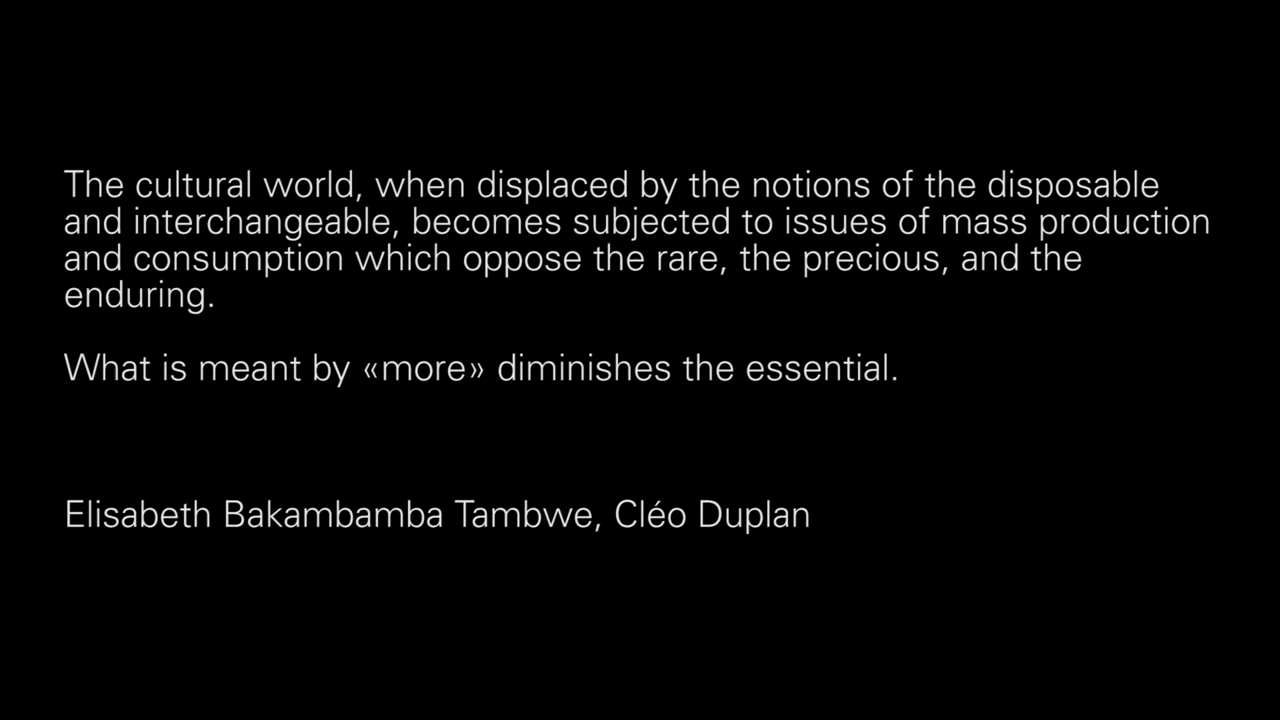 The cultural world, when displaced by the notions of the disposable
and interchangeable, becomes subjected to issues of mass production
and consumption which oppose the rare, the precious, and the
enduring.
What is meant by «more» diminishes the essential.
Elisabeth Bakambamba Tambwe, Cléo Duplan